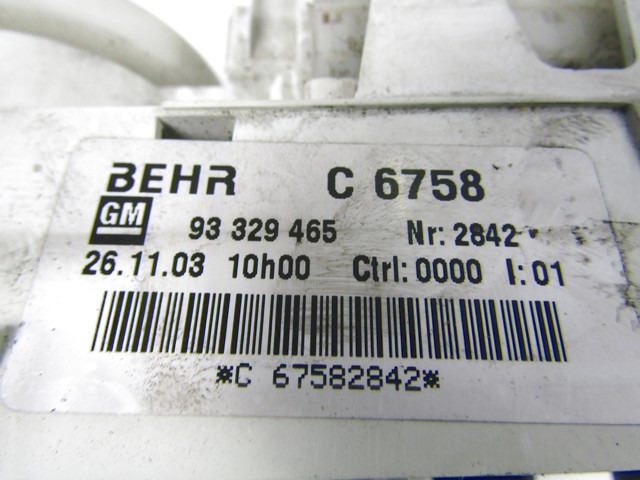 BEHR C 6758
GM 93 329 465 Nr: 2842
26.11.03 10h00 Ctrl: 0000 I: 01
*C 67582842*